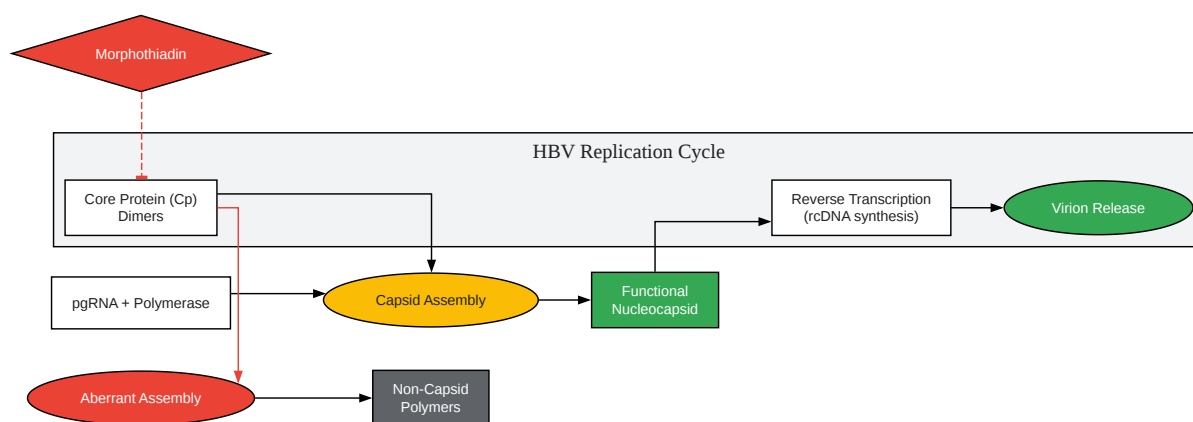 Morphothiadin
HBV Replication Cycle
Core Protein (Cp)
Dimers
Reverse Transcription
(rcDNA synthesis)
Virion Release
pgRNA + Polymerase
Capsid Assembly
Functional
Nucleocapsid
Aberrant Assembly
Non-Capsid
Polymers